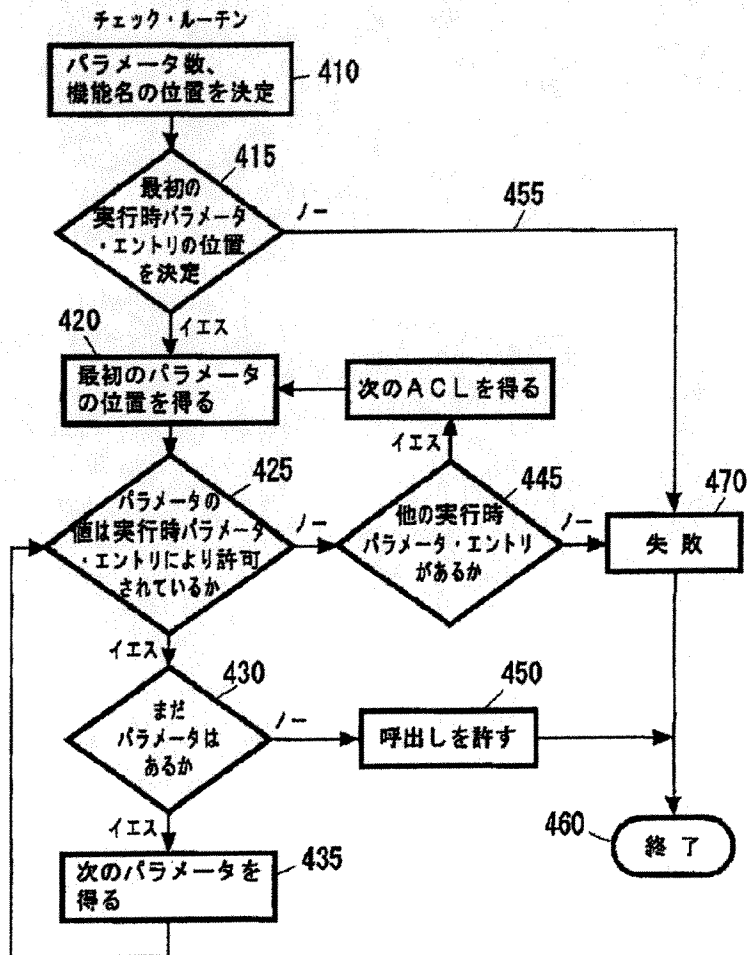 チェック・ルーテン
パラメータ数、
機能名の位置を決定
410
415
最初の
実行時パラメータ
・エントリの位置
を決定
ノー
455
イエス
420
最初のパラメータ
の位置を得る
次のACLを得る
イエス
425
パラメータの
値は実行時パラメータ
・エントリにより許可
されているか
ノー
445
他の実行時
パラメータ・エントリ
があるか
ノー
470
失敗
イエス
430
まだ
パラメータは
あるか
ノー
450
呼出しを許す
イエス
460
終了
435
次のパラメータを
得る